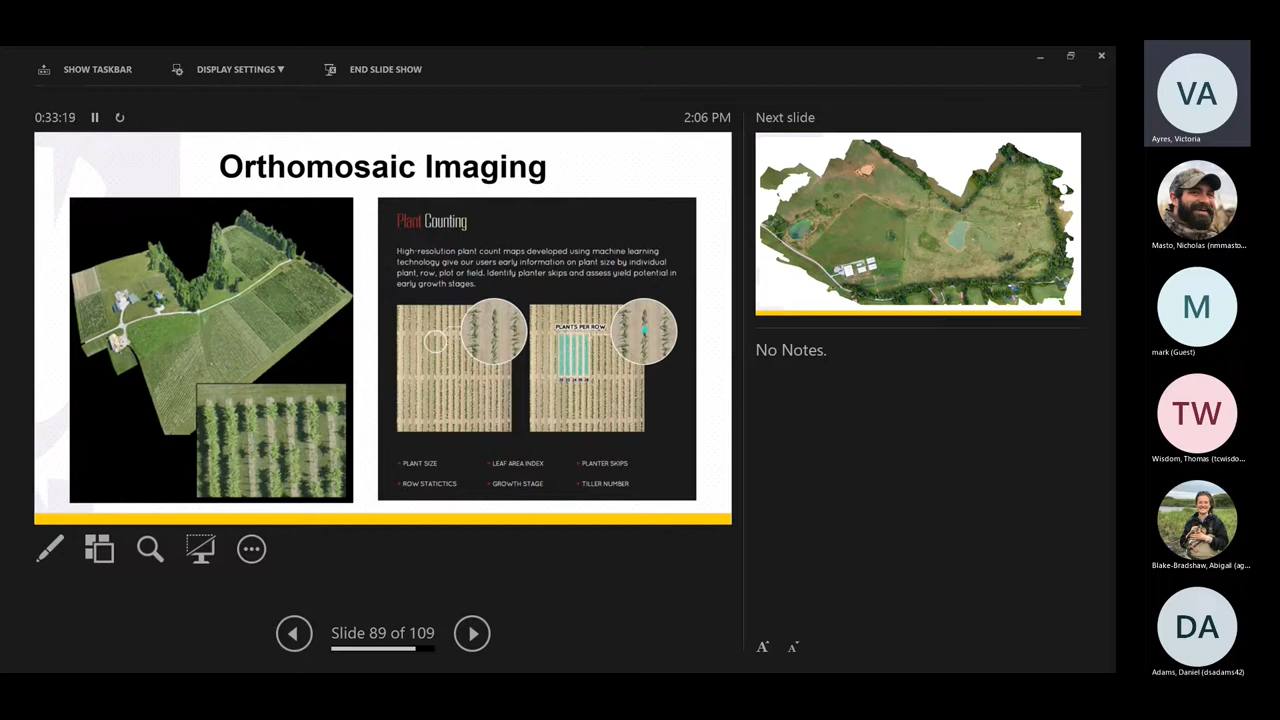 SHOW TASKBAR
DISPLAY SETTINGS ▼
END SLIDE SHOW
0:33:19
2:06 PM
Orthomosaic Imaging
Plant Counting
High-resolution plant count maps developed using machine learning
technology give our users early information on plant size by individual
plant, row, plot or field. Identify planter skips and assess yield potential in
early growth stages.
PLANTS PER ROW
+ PLANT SIZE
+ LEAF AREA INDEX
+ PLANTER SKIPS
+ ROW STATICTICS
+ GROWTH STAGE
+ TILLER NUMBER
Slide 89 of 109
Next slide
No Notes.
A
A
VA
Ayres, Victoria
Masto, Nicholas (nmmasto...
M
mark (Guest)
TW
Wisdom, Thomas (tcwisdo...
Blake-Bradshaw, Abigail (ag...
DA
Adams, Daniel (dsadams42)